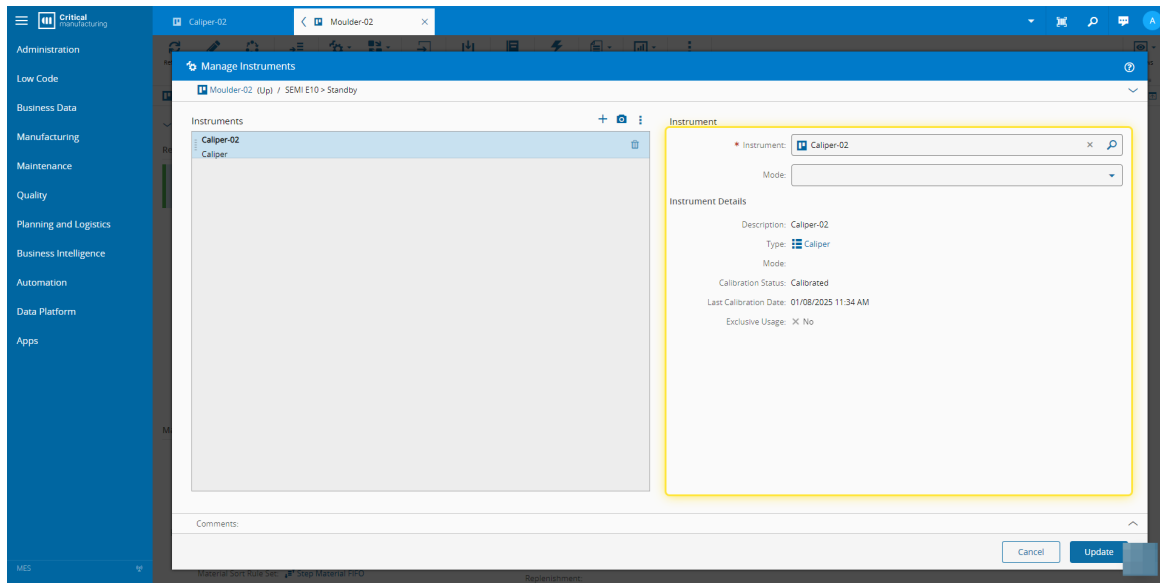 Critical
manufacturing
Caliper-02
Moulder-02
A
Administration
Low Code
Business Data
Manufacturing
Maintenance
Quality
Planning and Logistics
Business Intelligence
Automation
Data Platform
Apps
MES
Manage Instruments
Moulder-02 (Up) / SEMI E10 > Standby
Instruments
Caliper-02
Caliper
Instrument
* Instrument: Caliper-02
Mode:
Instrument Details
Description: Caliper-02
Type: Caliper
Mode:
Calibration Status: Calibrated
Last Calibration Date: 01/08/2025 11:34 AM
Exclusive Usage: No
Comments:
Cancel
Update
Material Sort Rule Set: Step Material FIFO
Replenishment: